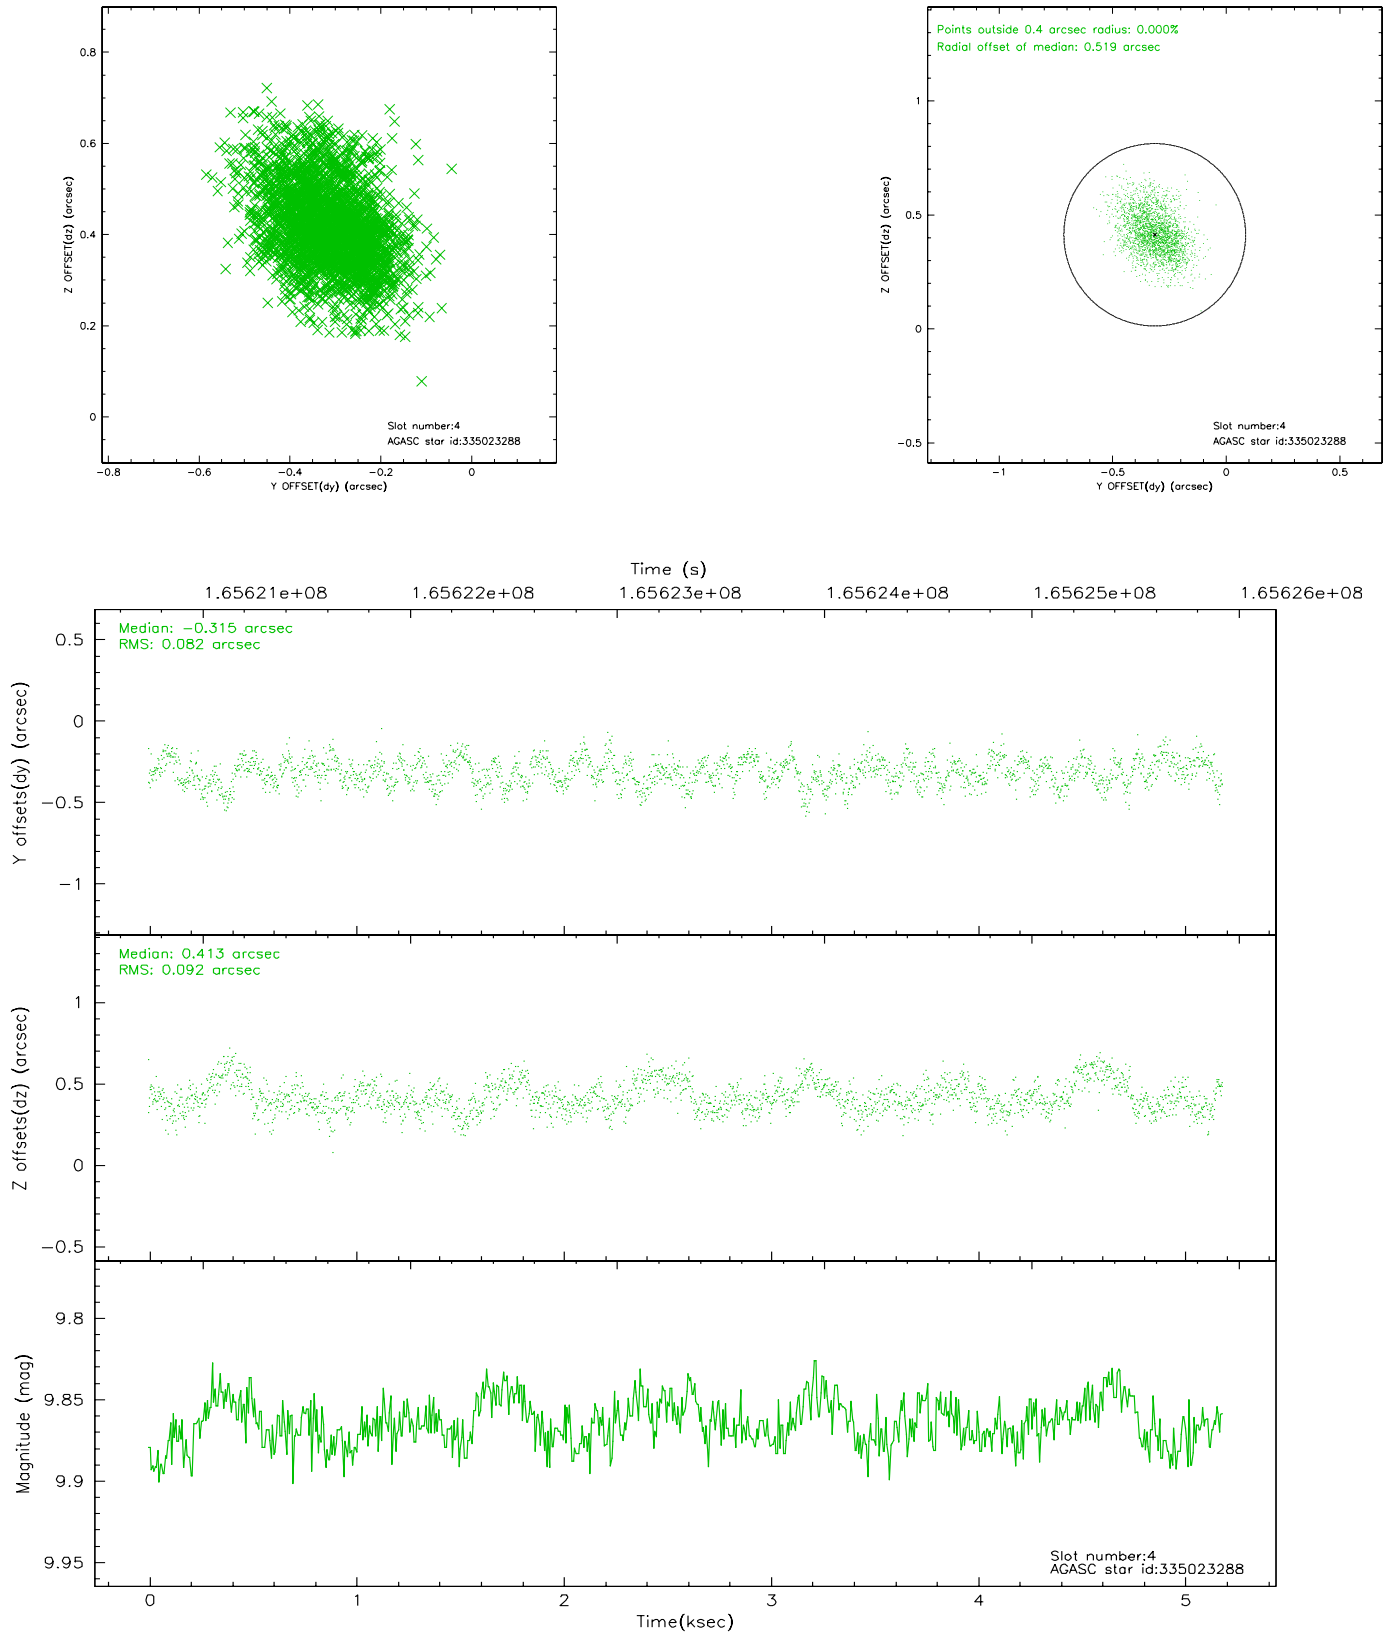 0.8
0.6
0.4
0.2
0
Z OFFSET(dz) (arcsec)
Slot number:4
AGASC star id:335023288
−0.8 −0.6 −0.4 −0.2 0
Y OFFSET(dy) (arcsec)
Points outside 0.4 arcsec radius: 0.000%
Radial offset of median: 0.519 arcsec
1
0.5
0
−0.5
Z OFFSET(dz) (arcsec)
Slot number:4
AGASC star id:335023288
−1 −0.5 0 0.5
Y OFFSET(dy) (arcsec)
Time (s)
1.65621e+08 1.65622e+08 1.65623e+08 1.65624e+08 1.65625e+08 1.65626e+08
Median: −0.315 arcsec
RMS: 0.082 arcsec
0.5
0
−0.5
−1
Y offsets(dy) (arcsec)
Median: 0.413 arcsec
RMS: 0.092 arcsec
1
0.5
0
−0.5
Z offsets(dz) (arcsec)
9.8
9.85
9.9
9.95
Magnitude (mag)
Slot number:4
AGASC star id:335023288
0 1 2 3 4 5
Time(ksec)